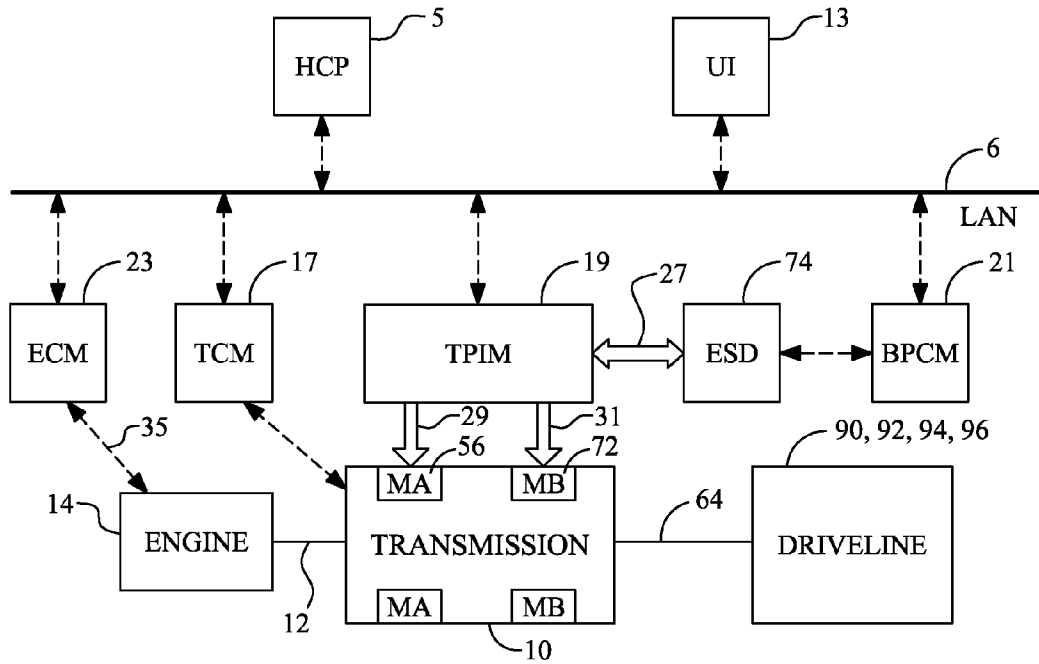 5
13
HCP
UI
6
LAN
23
17
19
27
74
21
ECM
TCM
TPIM
ESD
BPCM
35
29
31
90, 92, 94, 96
56
72
MA
MB
14
64
ENGINE
TRANSMISSION
DRIVELINE
12
MA
MB
10